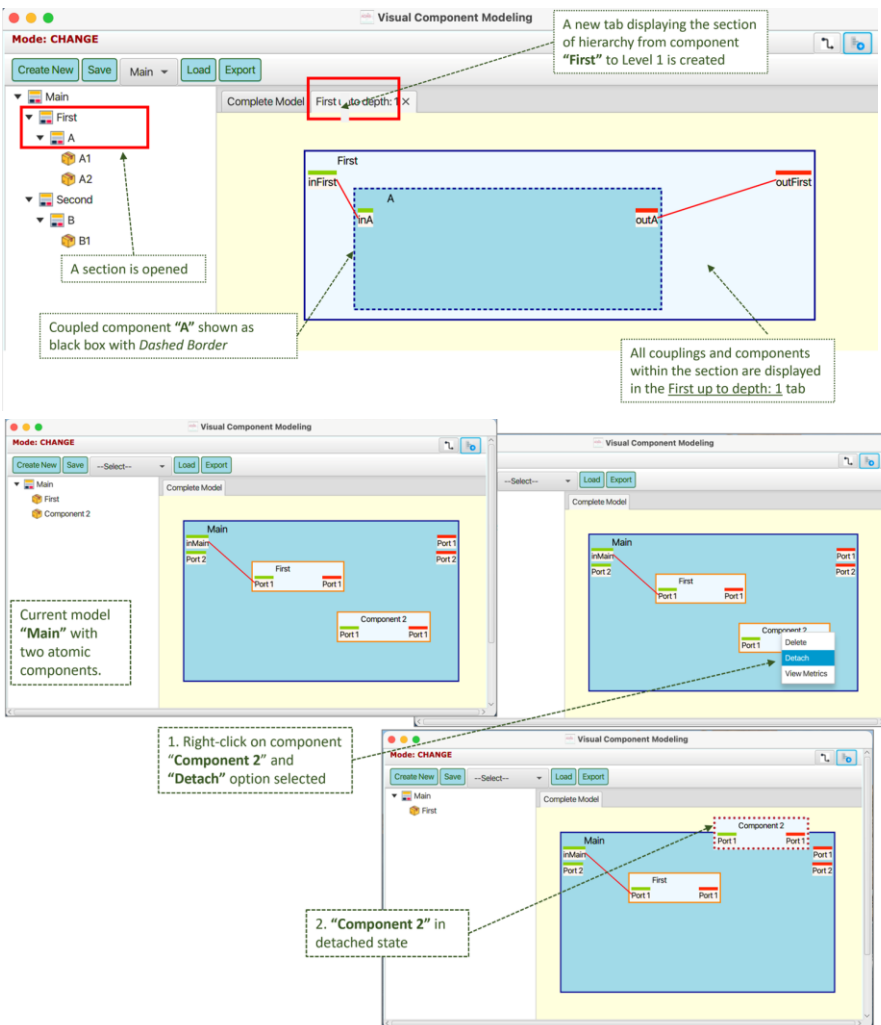 Visual Component Modeling
Mode: CHANGE
A new tab displaying the section
of hierarchy from component
“First” to Level 1 is created
Create New Save Main Load Export
Main
First
A
A1
A2
Second
B
B1
Complete Model
depth: 1 ×
First
inFirst
outFirst
A
inA
outA
A section is opened
Coupled component “A” shown as
black box with Dashed Border
All couplings and components
within the section are displayed
in the First up to depth: 1 tab
Visual Component Modeling
Mode: CHANGE
Create New Save --Select-- Load Export
Main
First
Component 2
Complete Model
Main
inMain
Port 1
Port 2
Port 2
First
Port 1
Port 1
Component 2
Port 1
Port 1
Current model
“Main” with
two atomic
components.
Visual Component Modeling
--Select-- Load Export
Complete Model
Main
inMain
Port 1
Port 2
Port 2
First
Port 1
Port 1
Component 2
Port 1
Delete
Detach
View Metrics
1. Right-click on component
“Component 2” and
“Detach” option selected
Visual Component Modeling
Mode: CHANGE
Create New Save --Select-- Load Export
Main
First
Complete Model
Component 2
Port 1
Port 1
Main
inMain
Port 1
Port 2
Port 2
First
Port 1
Port 1
2. “Component 2” in
detached state